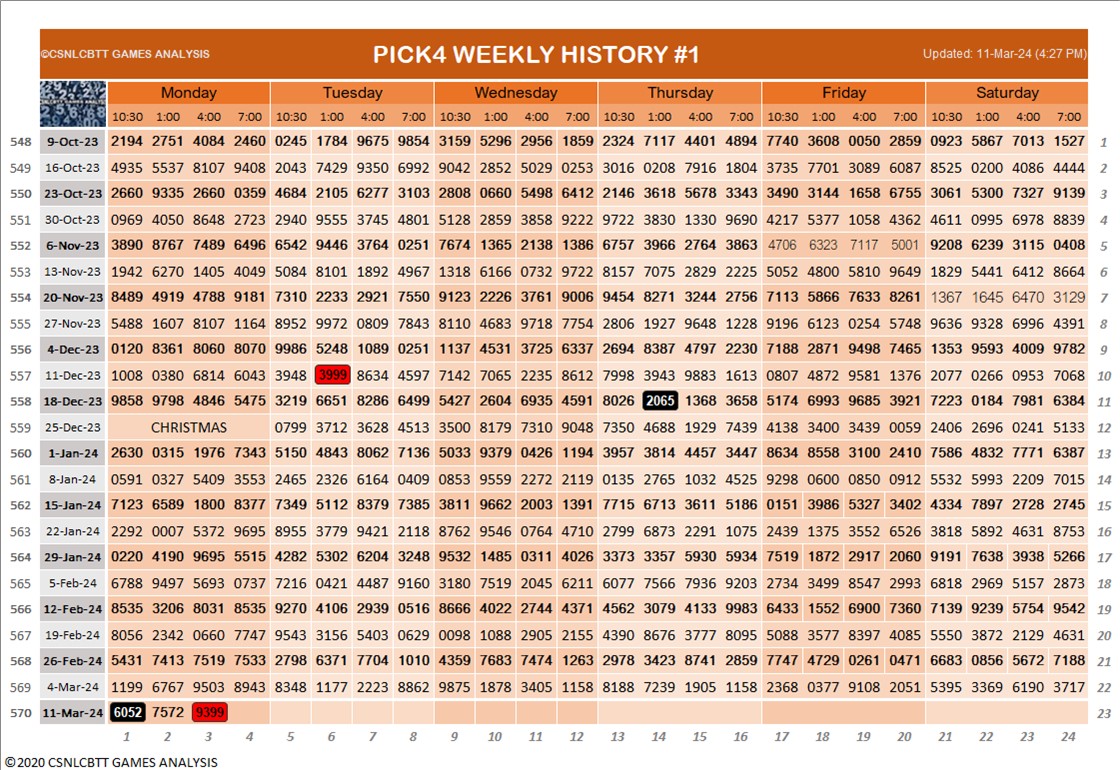 ©CSNLCBTT GAMES ANALYSIS PICK4 WEEKLY HISTORY #1 Updated: 11-Mar-24 (4:27 PM)
Monday Tuesday Wednesday Thursday Friday Saturday
10:30 1:00 4:00 7:00 10:30 1:00 4:00 8:00 10:30 1:00 4:00 7:00 10:30 1:00 4:00 7:00 10:30 1:00 4:00 7:00 10:30 1:00 4:00 7:00
548 9-Oct-23 2194 2751 4084 2460 0245 1784 9675 9854 3159 5296 2956 1859 2324 7117 4401 4894 7740 3608 0050 2859 0923 5867 7013 1527 1
549 16-Oct-23 4935 5537 8107 9408 2043 7429 9350 6992 9042 2852 5029 0253 3016 0208 7916 1804 3735 7701 3089 6087 8525 0200 4086 4444 2
550 23-Oct-23 2660 9335 2660 0359 4684 2105 6277 3103 2808 0660 5498 6412 2146 3618 5678 3343 3490 3144 1658 6755 3061 5300 7327 9139 3
551 30-Oct-23 0969 4050 8648 2723 2940 9555 3745 4801 5128 2859 3858 9222 9722 3830 1330 9690 4217 5377 1058 4362 4611 0995 6978 8839 4
552 6-Nov-23 3890 8767 7489 6496 6542 9446 3764 0251 7674 1365 2138 1386 6757 3966 2764 3863 4706 6323 7117 5001 9208 6239 3115 0408 5
553 13-Nov-23 1942 6270 1405 4049 5084 8101 1892 4967 1318 6166 0732 9722 8157 7075 2829 2225 5052 4800 5810 9649 1829 5441 6412 8664 6
554 20-Nov-23 8489 4919 4788 9181 7310 2233 2921 7550 9123 2226 3761 9006 9454 8271 3244 2756 7113 5866 7633 8261 1367 1645 6470 3129 7
555 27-Nov-23 5488 1607 8107 1164 8952 9972 0809 7843 8110 4683 9718 7754 2806 1927 9648 1228 9196 6123 0254 5748 9636 9328 6996 4391 8
556 4-Dec-23 0120 8361 8060 8070 9986 5248 1089 0251 1137 4531 3725 6337 2694 8387 4797 2230 7188 2871 9498 7465 1353 9593 4009 9782 9
557 11-Dec-23 1008 0380 6814 6043 3948 3999 8634 4597 7142 7065 2235 8612 7998 3943 9883 1613 0807 4872 9581 1376 2077 0266 0935 7068 10
558 18-Dec-23 9858 9798 4846 5475 3219 6651 8286 6499 5427 2604 6935 4591 8026 2065 1368 3658 5174 6993 9685 3921 7223 0184 7981 6384 11
559 25-Dec-23 CHRISTMAS 0799 3712 3628 4513 3500 8179 7310 9048 7350 4688 1929 7439 4138 3400 3439 0059 2406 2696 0241 5133 12
560 1-Jan-24 2630 0315 1976 7343 5150 4843 8062 7136 5033 9379 0426 1194 3957 3814 4457 3447 8634 8558 3100 2410 7586 4832 7771 6387 13
561 8-Jan-24 0591 0327 5409 3553 2465 2326 6164 0409 0853 9559 2272 2119 0135 2765 1032 4525 9298 0600 0850 0912 5532 5993 2209 7015 14
562 15-Jan-24 7123 6589 1800 8377 7349 5112 8379 7385 3811 9662 2003 1391 7715 6713 3611 5186 0151 3986 5327 3402 4334 7897 2728 2745 15
563 22-Jan-24 2292 0007 5372 9695 8955 3779 9421 2118 8762 9546 0764 4710 2799 6873 2291 1075 2439 1375 3552 6526 3818 5892 4631 8753 16
564 29-Jan-24 0220 4190 9695 5515 4282 5302 6204 3248 9532 1485 0311 4026 3373 3357 5930 5934 7519 1872 2917 2060 9191 7638 3938 5266 17
565 5-Feb-24 6788 9497 5693 0737 7216 0421 4487 9160 3180 7519 2045 6211 6077 7566 7936 9203 2734 3499 8547 2993 6818 2969 5157 2873 18
566 12-Feb-24 8535 3206 8031 8535 9270 4106 2939 0516 8666 4022 2744 4371 4562 3079 4133 9983 6433 1552 6900 7360 7139 9239 5754 9542 19
567 19-Feb-24 8056 2342 0660 7747 9543 3156 5403 0629 0098 1088 2905 2155 4390 8676 3777 8095 5088 3577 8397 4085 5550 3872 2129 4631 20
568 26-Feb-24 5431 7413 7519 7533 2798 6371 7704 1010 4359 7683 7474 1263 2978 3423 8741 2859 7747 4729 0261 0471 6683 0856 5672 7188 21
569 4-Mar-24 1199 6767 9503 8943 8348 1177 2223 8862 9875 1878 3405 1158 8188 7239 1905 1158 2368 0377 9108 2051 5395 3369 6190 3717 22
570 11-Mar-24 6052 7572 9399 23
1 2 3 4 5 6 7 8 9 10 11 12 13 14 15 16 17 18 19 20 21 22 23 24
©2020 CSNLCBTT GAMES ANALYSIS